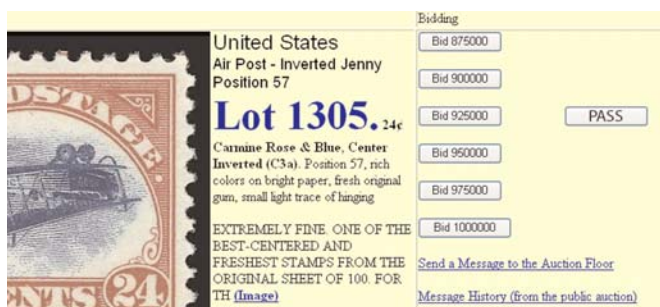 Bidding
United States
Air Post - Inverted Jenny
Position 57
Lot 1305. 24c
Carmine Rose & Blue, Center
Inverted (C3a). Position 57, rich
colors on bright paper, fresh original
gum, small light trace of hinging
EXTREMELY FINE. ONE OF THE
BEST-CENTERED AND
FRESHEST STAMPS FROM THE
ORIGINAL SHEET OF 100. FOR
TH (Image)
Bid 875000
Bid 900000
Bid 925000
PASS
Bid 950000
Bid 975000
Bid 1000000
Send a Message to the Auction Floor
Message History (from the public auction)
OSTAGE
ENTS 24